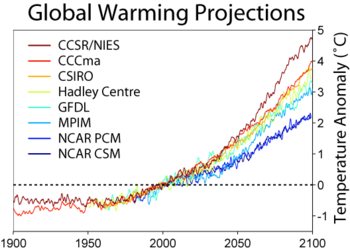 Global Warming Projections
CCSR/NIES
CCCma
CSIRO
Hadley Centre
GFDL
MPIM
NCAR PCM
NCAR CSM
5
4
3
2
1
0
-1
Temperature Anomaly (°C)
1900
1950
2000
2050
2100